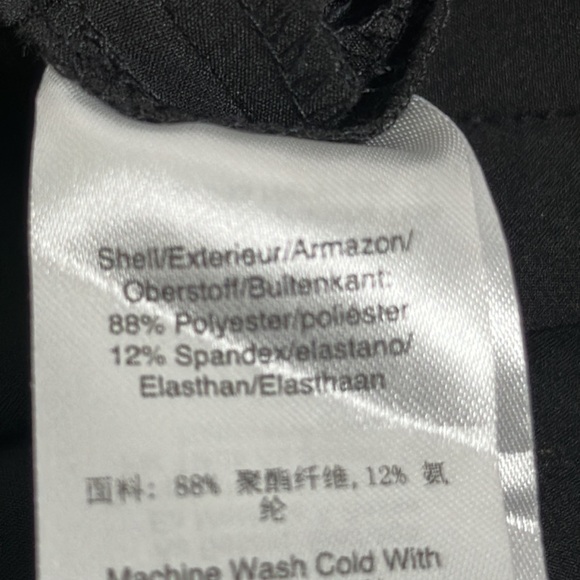 Shell/Exterieur/Armazon/
Oberstoff/Buitenkant:
88% Polyester/poliéster
12% Spandex/elastano/
Elasthan/Elasthaan
面料: 88% 聚酯纤维, 12% 氨
纶
Machine Wash Cold With